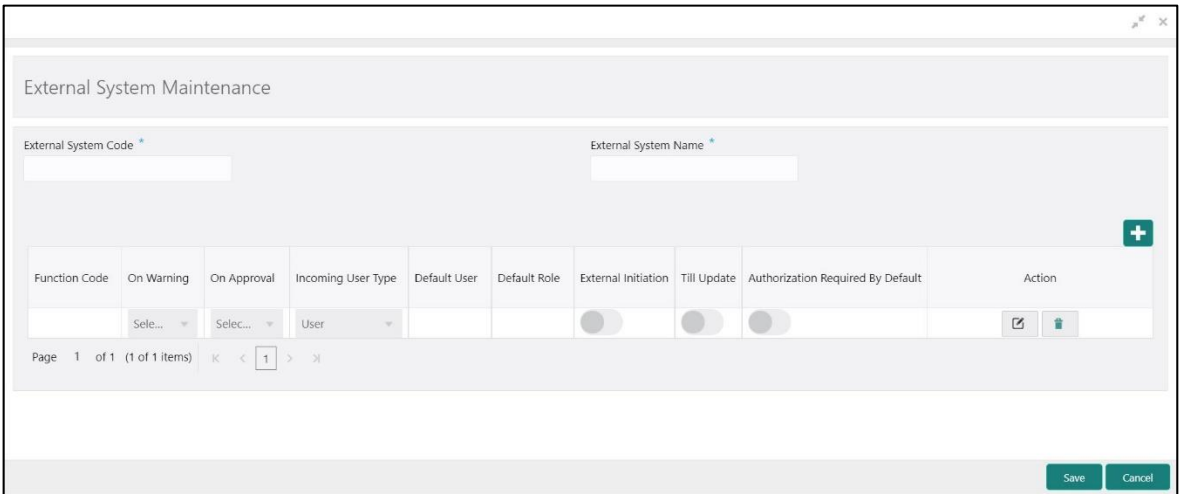 External System Maintenance
External System Code *
External System Name *
Function Code On Warning On Approval Incoming User Type Default User Default Role External Initiation Till Update Authorization Required By Default Action
Sele... Selec... User
Page 1 of 1 (1 of 1 items) 1
Save Cancel